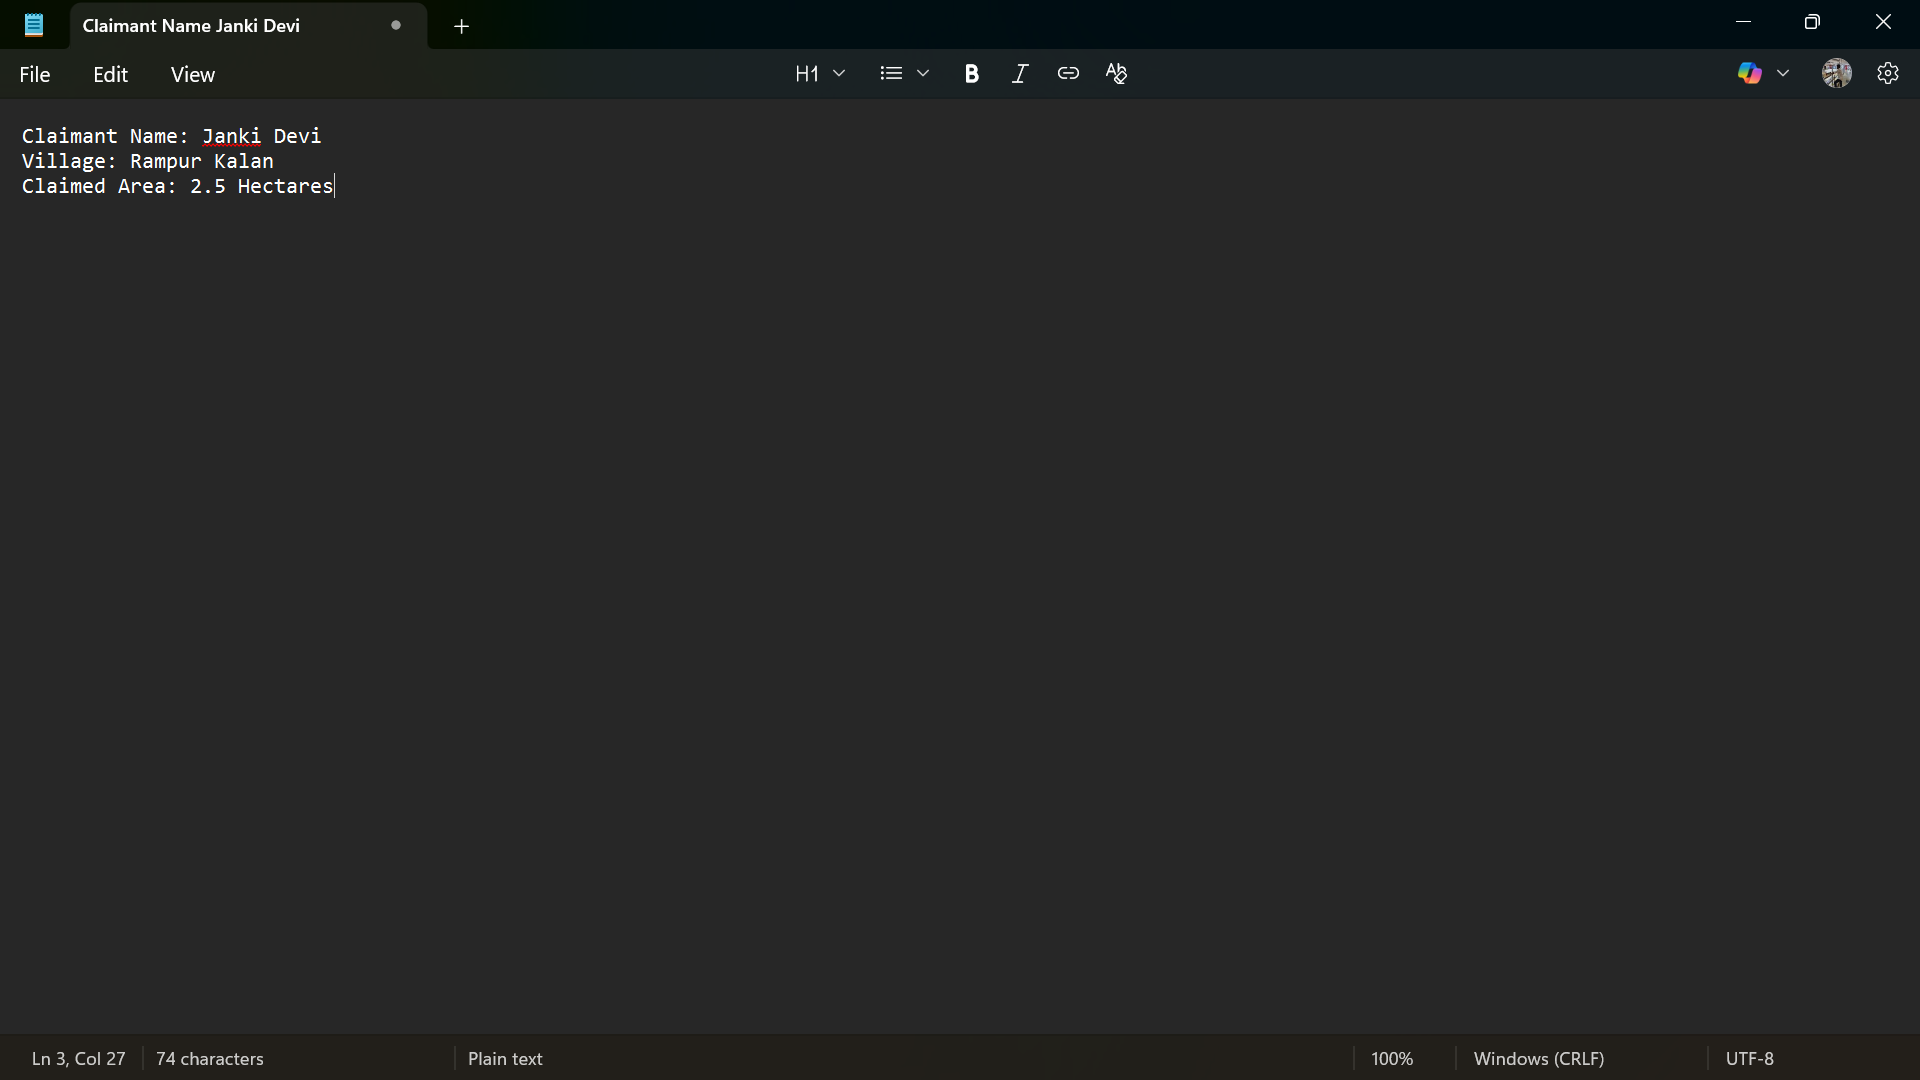 Claimant Name Janki Devi
File Edit View H1
Claimant Name: Janki Devi
Village: Rampur Kalan
Claimed Area: 2.5 Hectares
Ln 3, Col 27 74 characters Plain text 100% Windows (CRLF) UTF-8